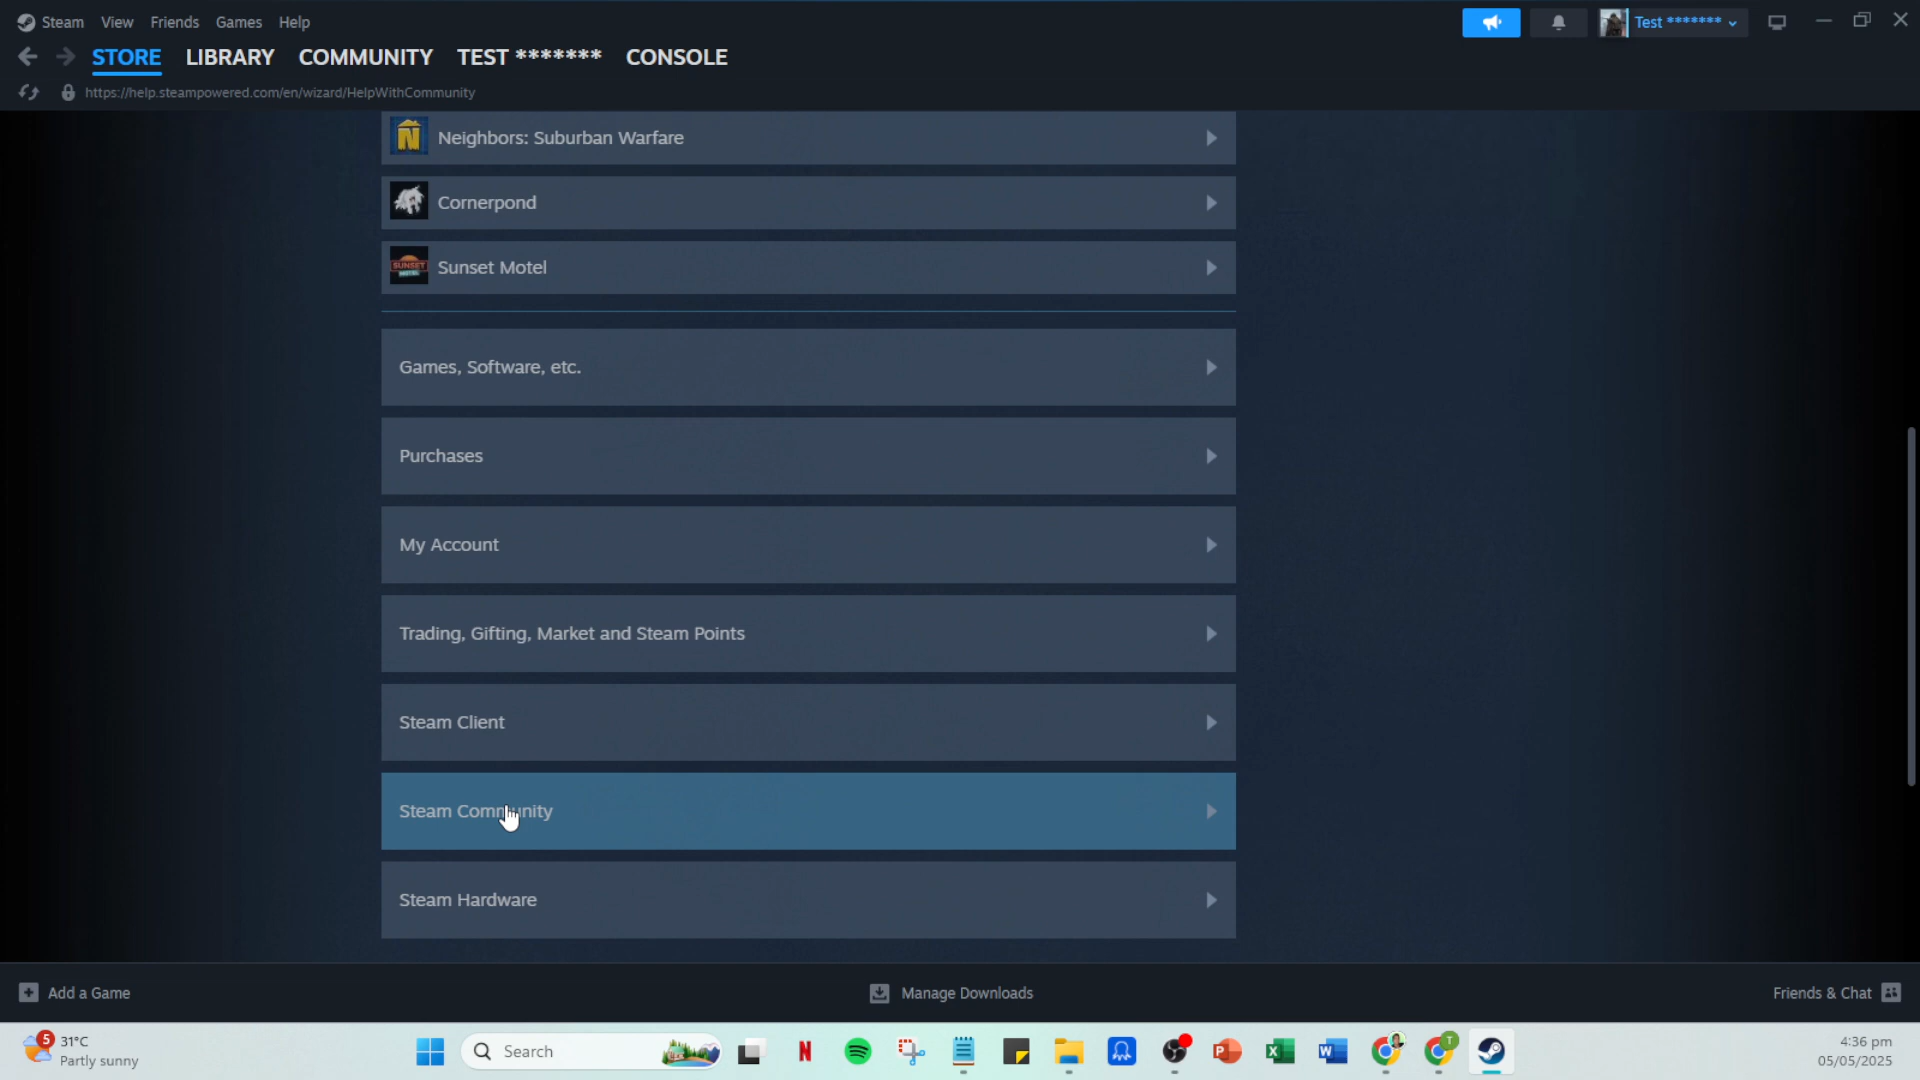 Steam View Friends Games Help
Test *******
STORE LIBRARY COMMUNITY TEST ******* CONSOLE
https://help.steampowered.com/en/wizard/HelpWithCommunity
Neighbors: Suburban Warfare
Cornerpond
SUNSET MOTEL
Sunset Motel
Games, Software, etc.
Purchases
My Account
Trading, Gifting, Market and Steam Points
Steam Client
Steam Community
Steam Hardware
Add a Game
Manage Downloads
Friends & Chat
5
31°C
Partly sunny
Search
4:36 pm
05/05/2025